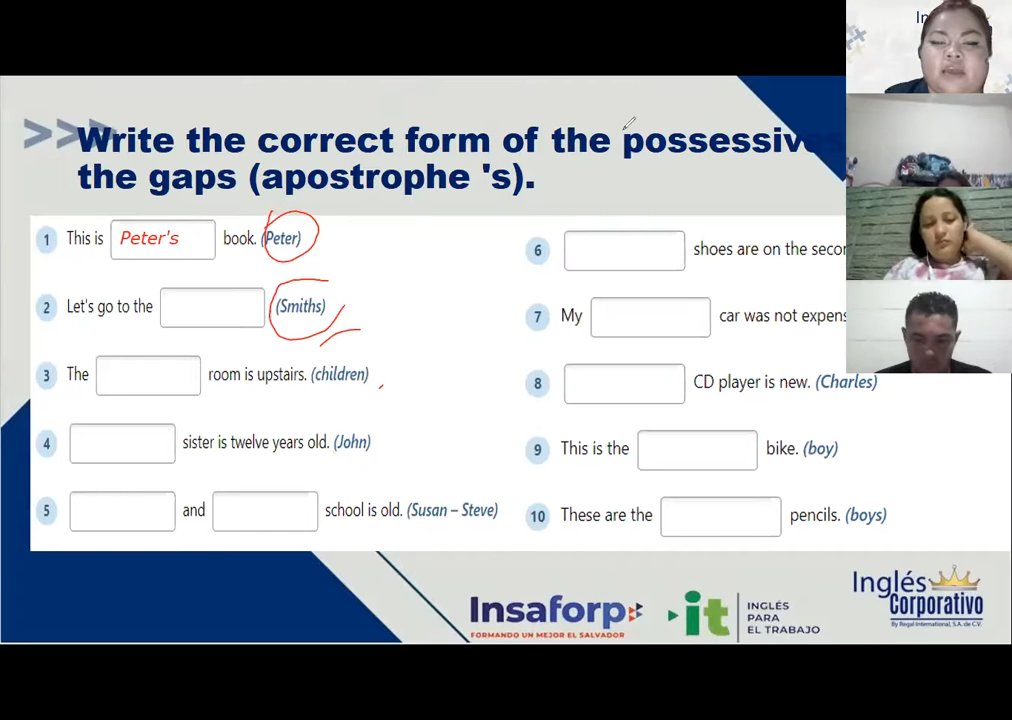 In
>>> Write the correct form of the possessives
the gaps (apostrophe 's).
1 This is Peter's book. (Peter)
2 Let's go to the (Smiths)
3 The room is upstairs. (children)
4 sister is twelve years old. (John)
5 and school is old. (Susan – Steve)
6 shoes are on the secon
7 My car was not expens
8 CD player is new. (Charles)
9 This is the bike. (boy)
10 These are the pencils. (boys)
Insaforp
FORMANDO UN MEJOR EL SALVADOR
it
INGLÉS
PARA
EL TRABAJO
Inglés
Corporativo
By Regal International, S.A. de C.V.